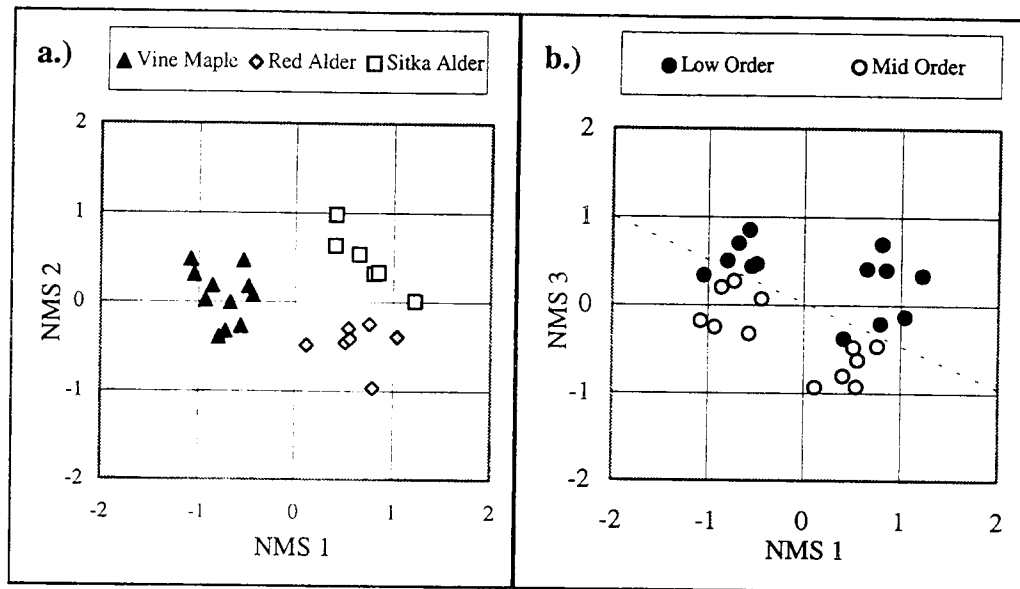 a.) ▲ Vine Maple ◇ Red Alder □ Sitka Alder
2
1
0
-1
-2
NMS 2
-2 -1 0 1 2
NMS 1
b.) ● Low Order ○ Mid Order
2
1
0
-1
-2
NMS 3
-2 -1 0 1 2
NMS 1